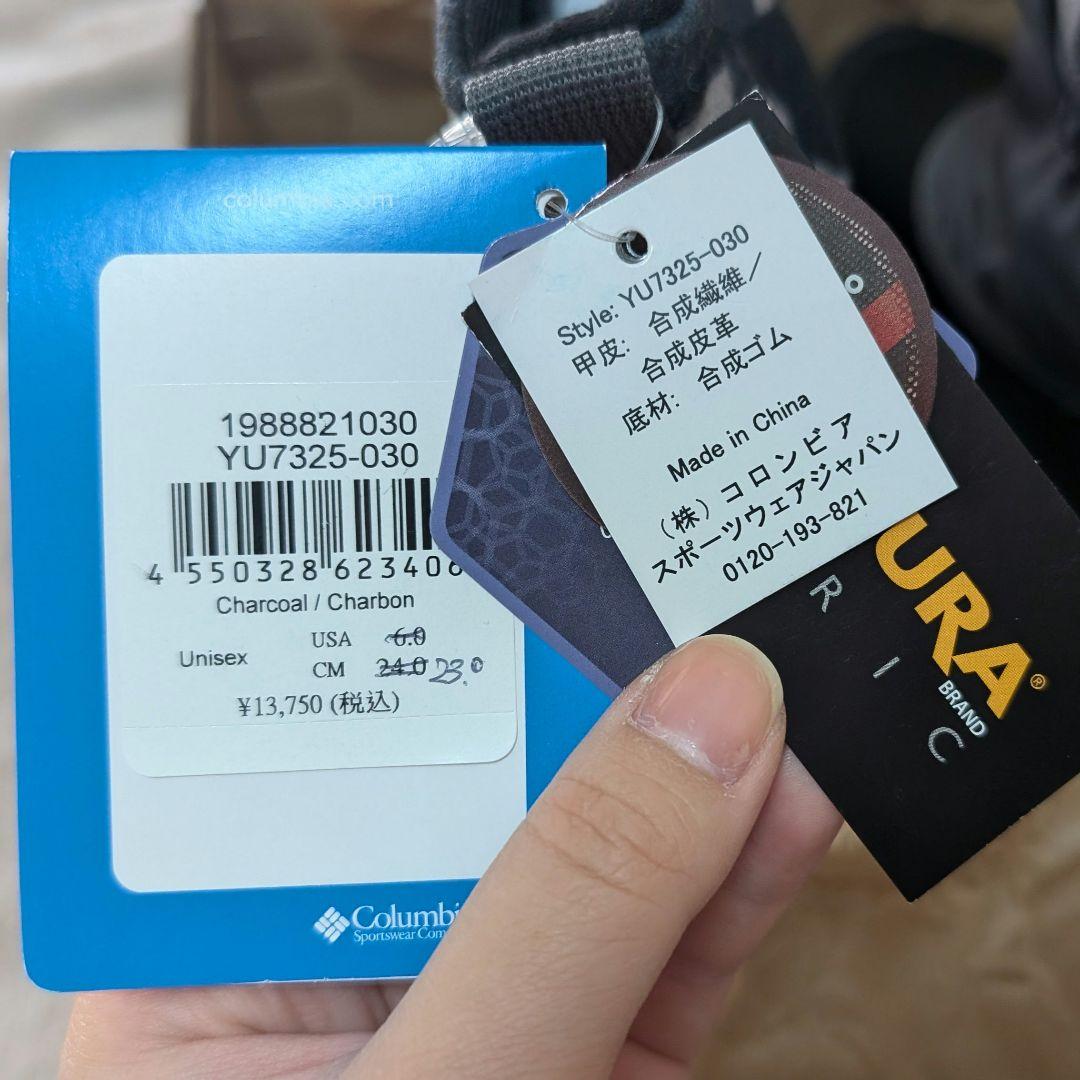 columbia.com
1988821030
YU7325-030
4 550328 623406
Charcoal / Charbon
Unisex
USA 6.0
CM 24.0 23.0
¥13,750 (税込)
Columbi
Sportswear Com
Style: YU7325-030
甲皮: 合成繊維/
合成皮革
底材: 合成ゴム
Made in China
(株)コロンビア
スポーツウェアジャパン
0120-193-821
URA®
BRAND
RIC